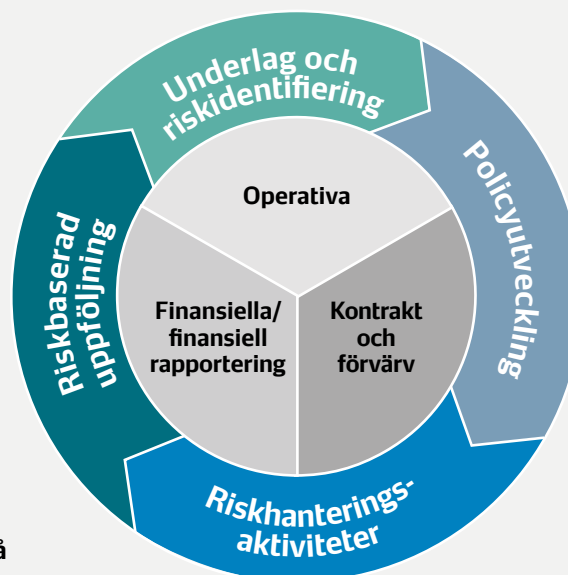 Underlag och
riskidentifiering
Policyutveckling
Riskhanterings-
aktiviteter
Riskbaserad
uppföljning
Operativa
Finansiella/
finansiell
rapportering
Kontrakt
och
förvärv
å